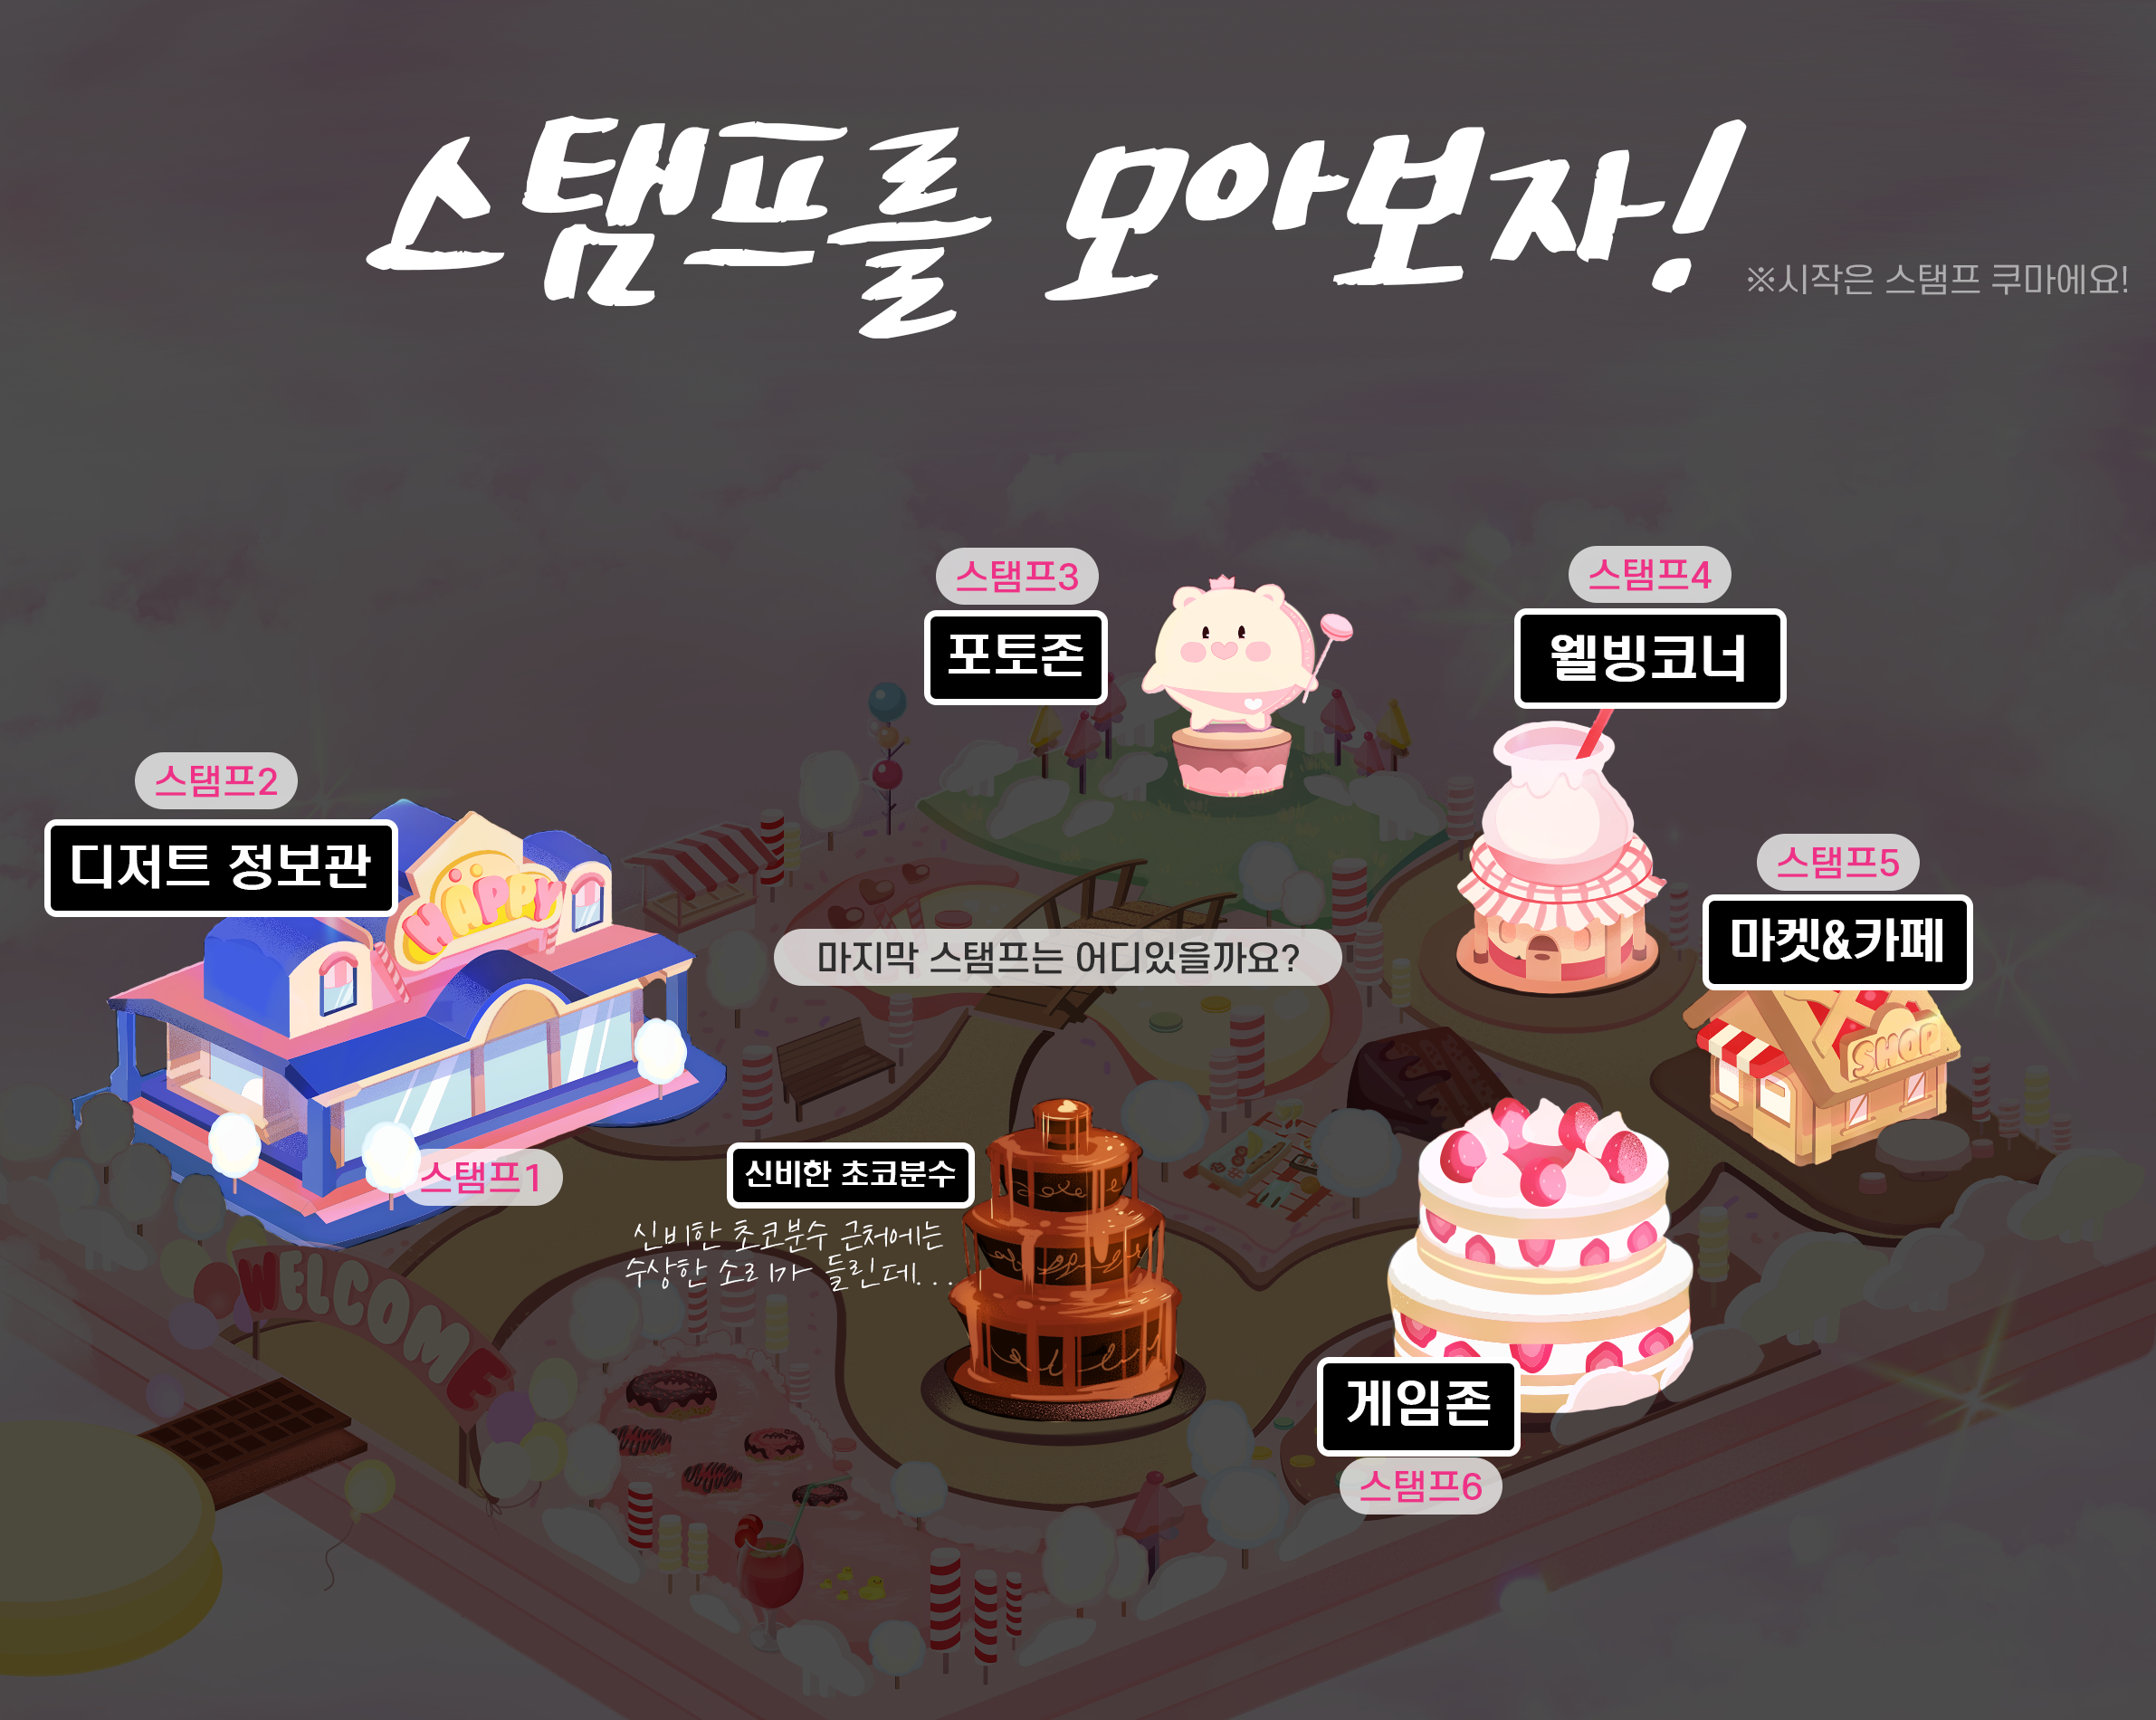 스탬프를 모아보자!
※시작은 스탬프 쿠마에요!
스탬프3
포토존
스탬프4
웰빙코너
스탬프2
디저트 정보관
HAPPY
스탬프5
마켓&카페
SHOP
마지막 스탬프는 어디있을까요?
스탬프1
신비한 초코분수
신비한 초코분수 근처에는
수상한 소리가 들린데...
WELCOME
게임존
스탬프6